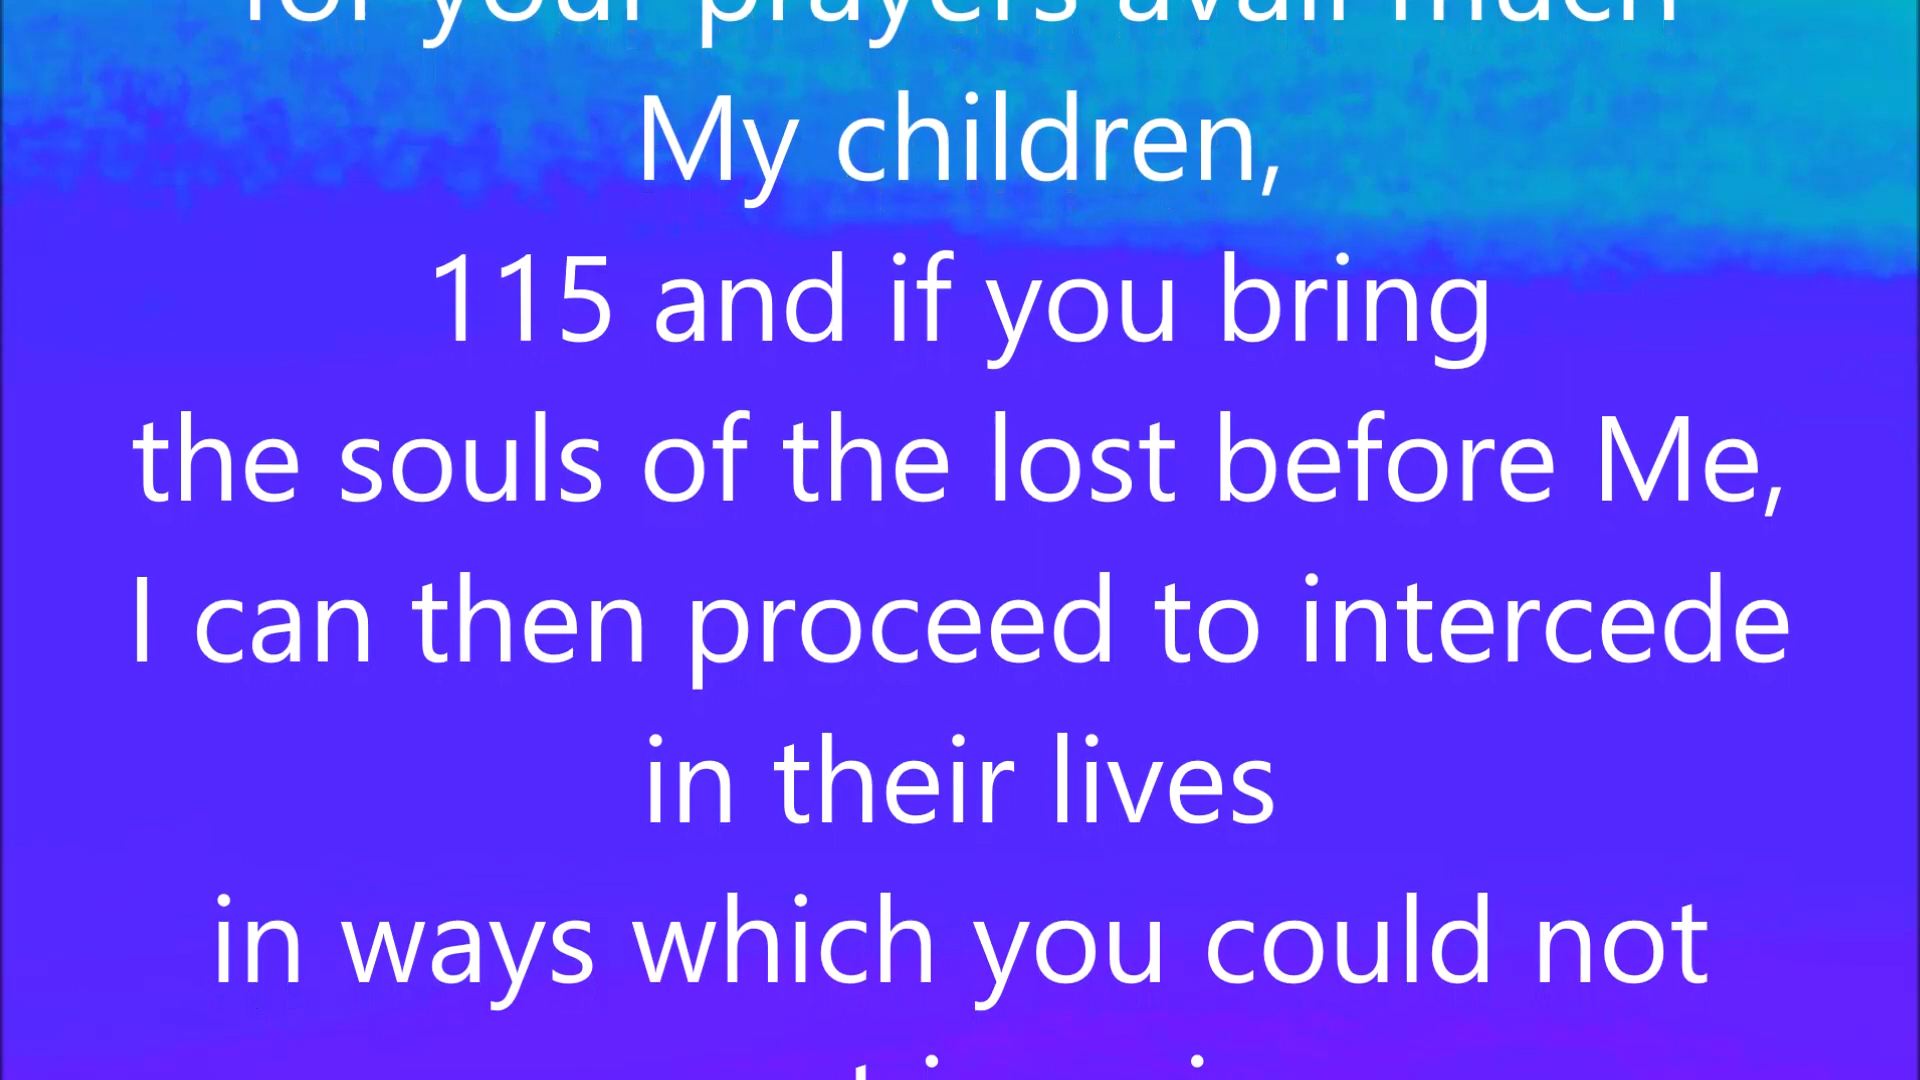 for your prayers avail much
My children,
115 and if you bring
the souls of the lost before Me,
I can then proceed to intercede
in their lives
in ways which you could not